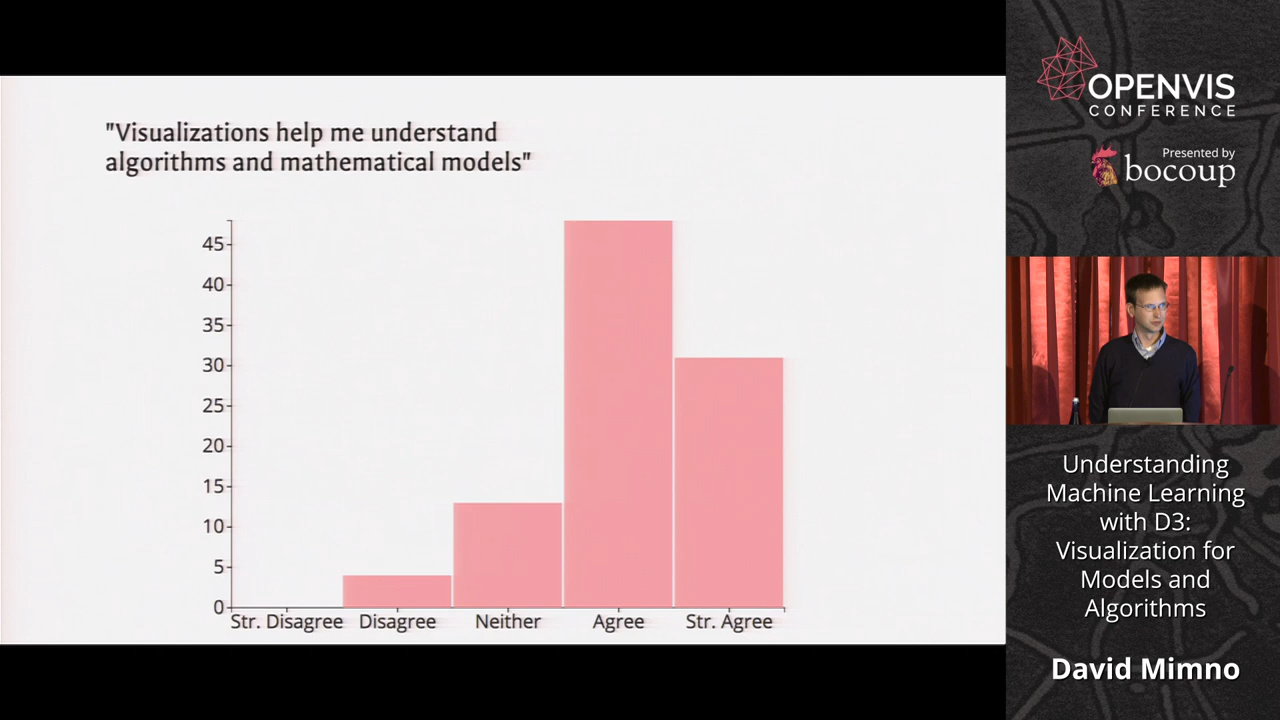 "Visualizations help me understand
algorithms and mathematical models"
45
40
35
30
25
20
15
10
5
0
Str. Disagree
Disagree
Neither
Agree
Str. Agree
OPENVIS
CONFERENCE
Presented by
bocoup
Understanding
Machine Learning
with D3:
Visualization for
Models and
Algorithms
David Mimno